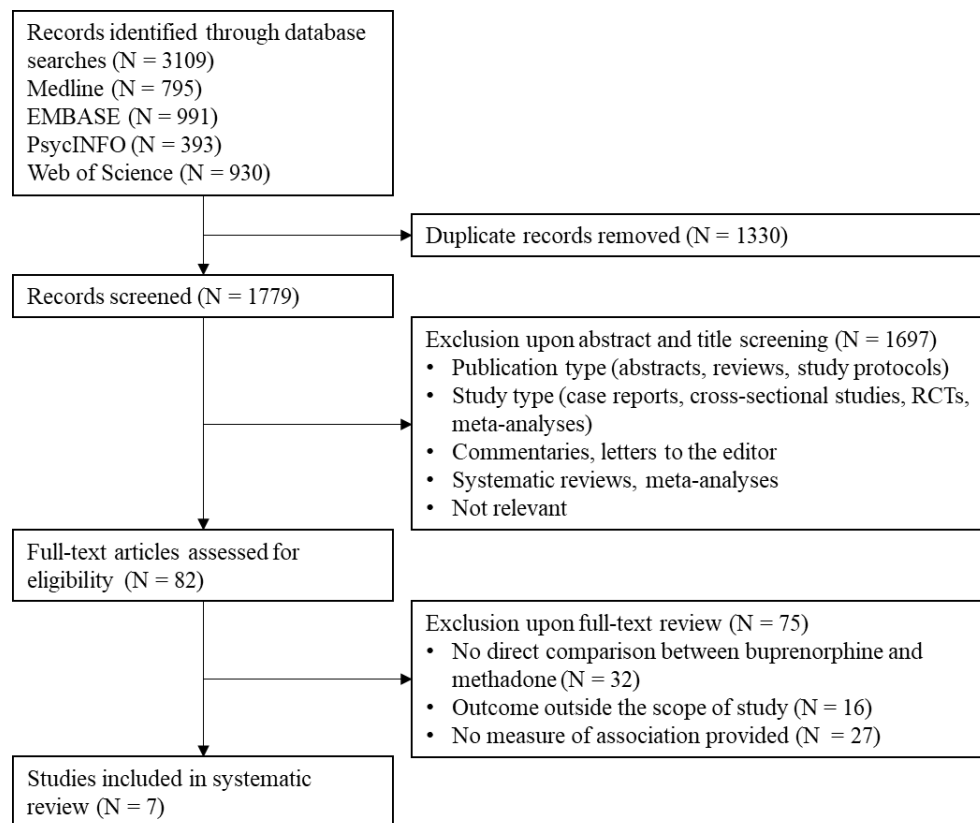 Records identified through database
searches (N = 3109)
Medline (N = 795)
EMBASE (N = 991)
PsycINFO (N = 393)
Web of Science (N = 930)
Duplicate records removed (N = 1330)
Records screened (N = 1779)
Exclusion upon abstract and title screening (N = 1697)
• Publication type (abstracts, reviews, study protocols)
• Study type (case reports, cross-sectional studies, RCTs,
meta-analyses)
• Commentaries, letters to the editor
• Systematic reviews, meta-analyses
• Not relevant
Full-text articles assessed for
eligibility (N = 82)
Exclusion upon full-text review (N = 75)
• No direct comparison between buprenorphine and
methadone (N = 32)
• Outcome outside the scope of study (N = 16)
• No measure of association provided (N = 27)
Studies included in systematic
review (N = 7)